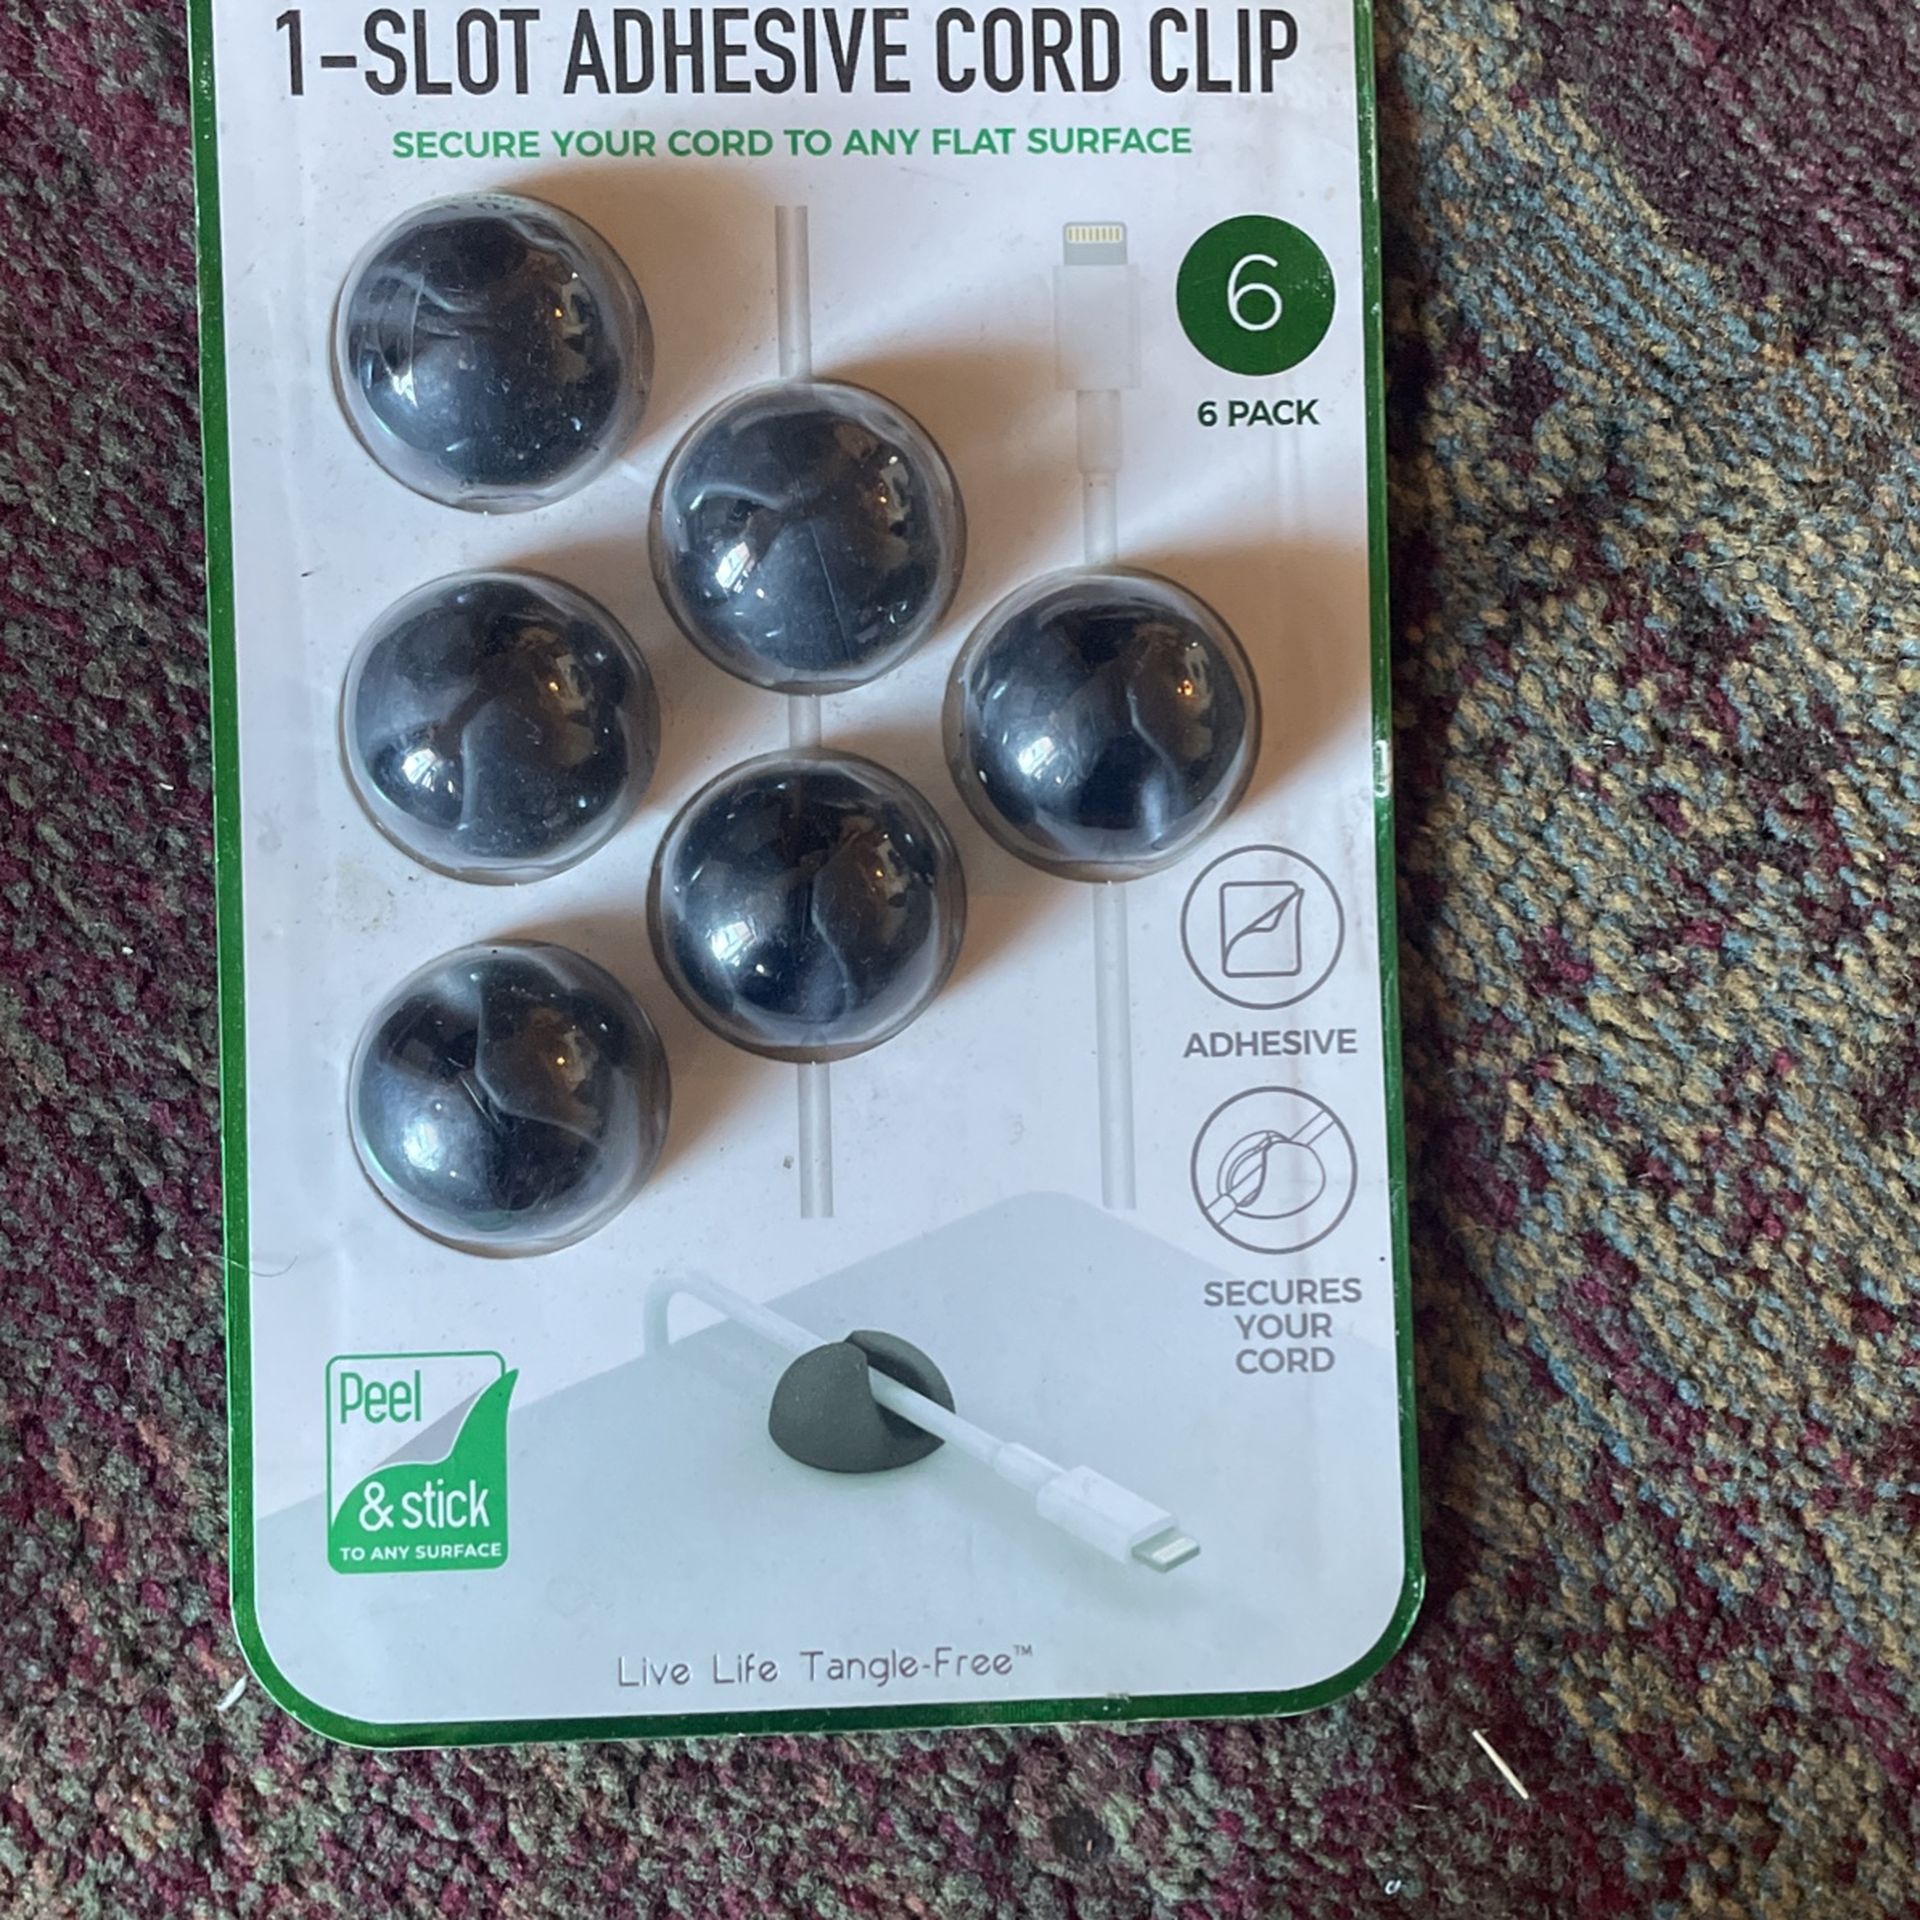 1-SLOT ADHESIVE CORD CLIP
SECURE YOUR CORD TO ANY FLAT SURFACE
6
6 PACK
ADHESIVE
SECURES
YOUR
CORD
Peel
& stick
TO ANY SURFACE
Live Life Tangle-Free™